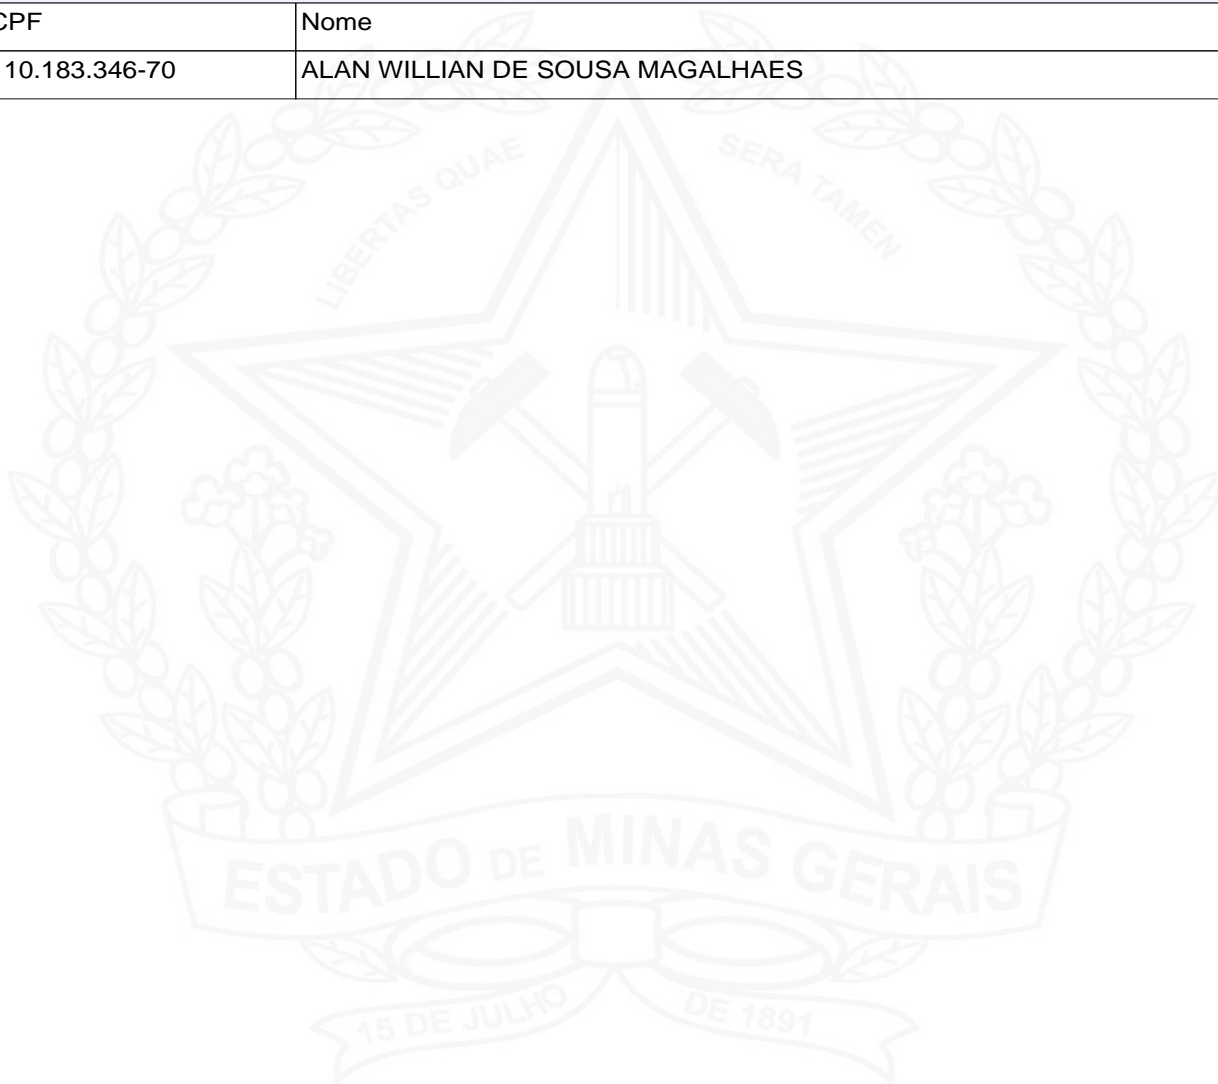 CPF Nome
10.183.346-70 ALAN WILLIAN DE SOUSA MAGALHAES
LIBERTAS QUAE SERA TAMEN
ESTADO DE MINAS GERAIS
15 DE JULHO DE 1891